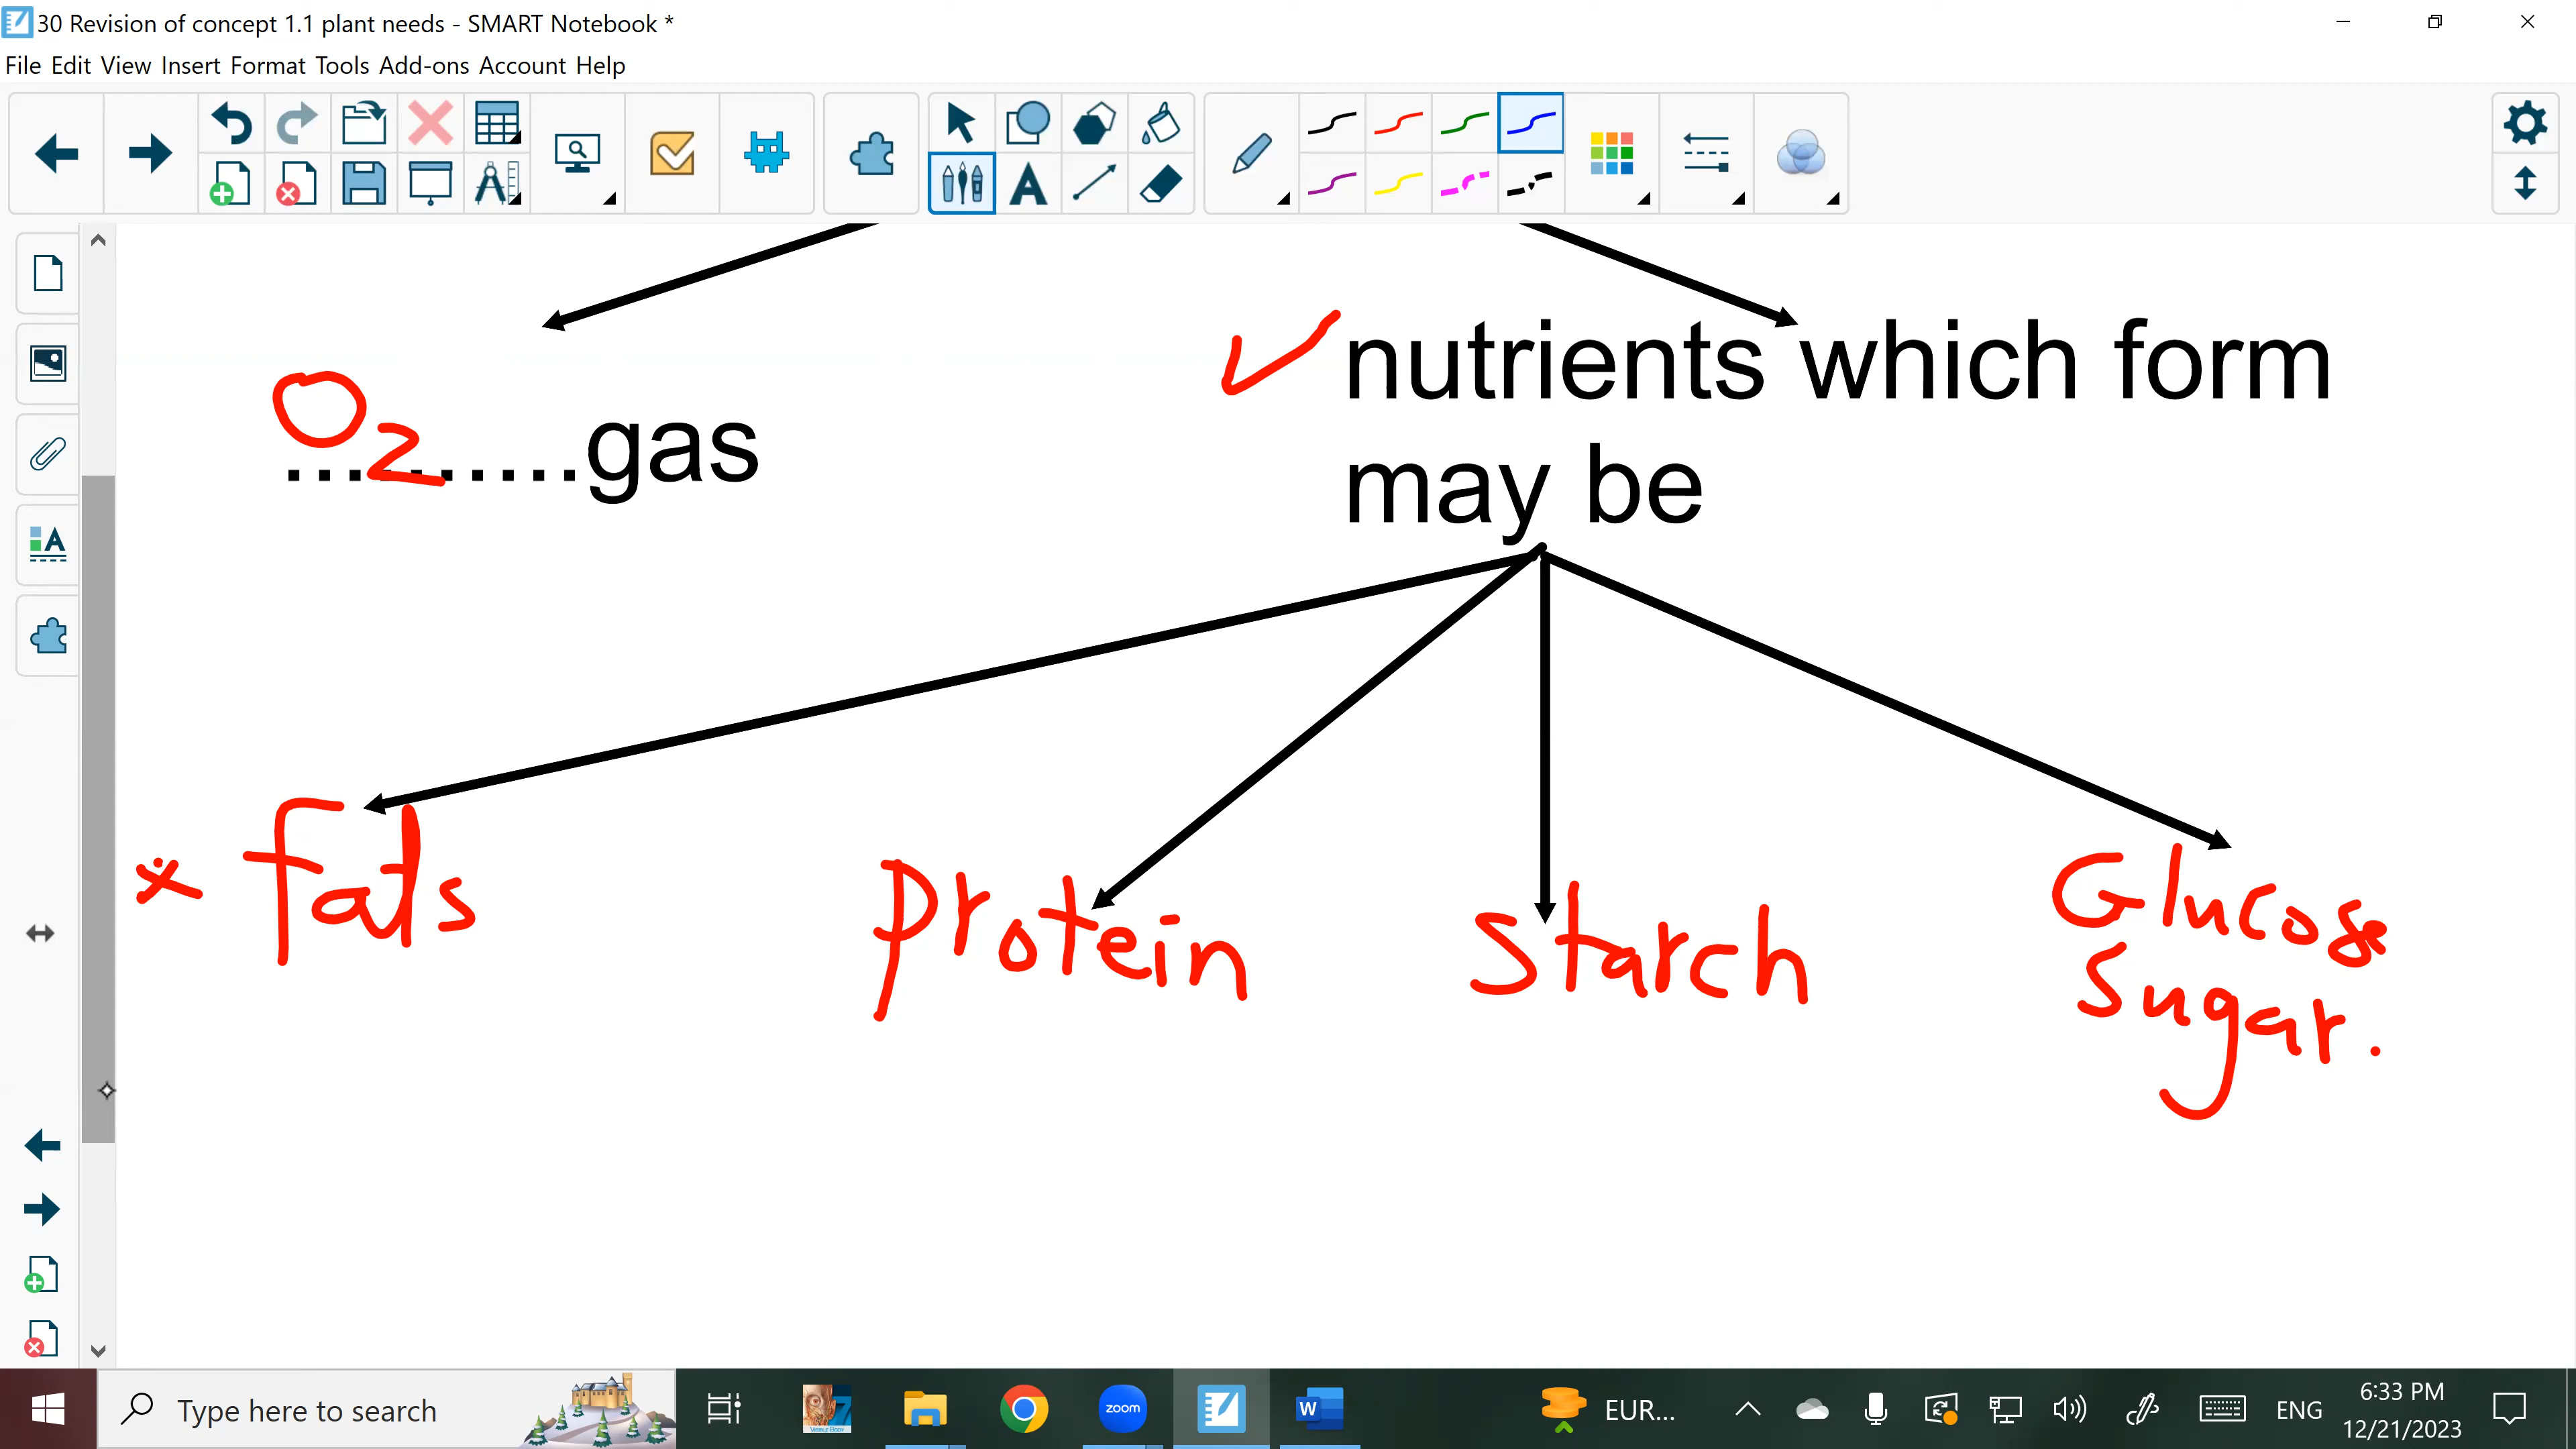 30 Revision of concept 1.1 plant needs - SMART Notebook *
File Edit View Insert Format Tools Add-ons Account Help
nutrients which form
may be
O2
..........gas
Fats
Protein
Starch
Glucose
Sugar.
Type here to search
zoom
W
EUR...
ENG
6:33 PM
12/21/2023